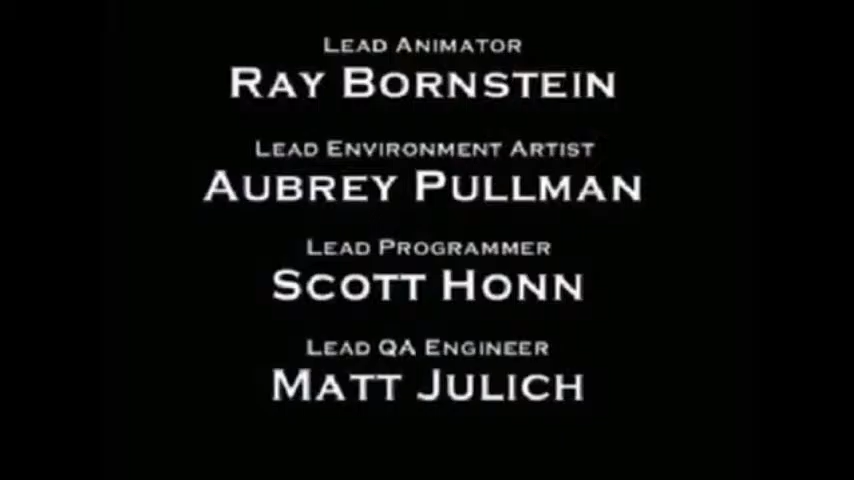 Lead Animator
Ray Bornstein
Lead Environment Artist
Aubrey Pullman
Lead Programmer
Scott Honn
Lead QA Engineer
Matt Julich